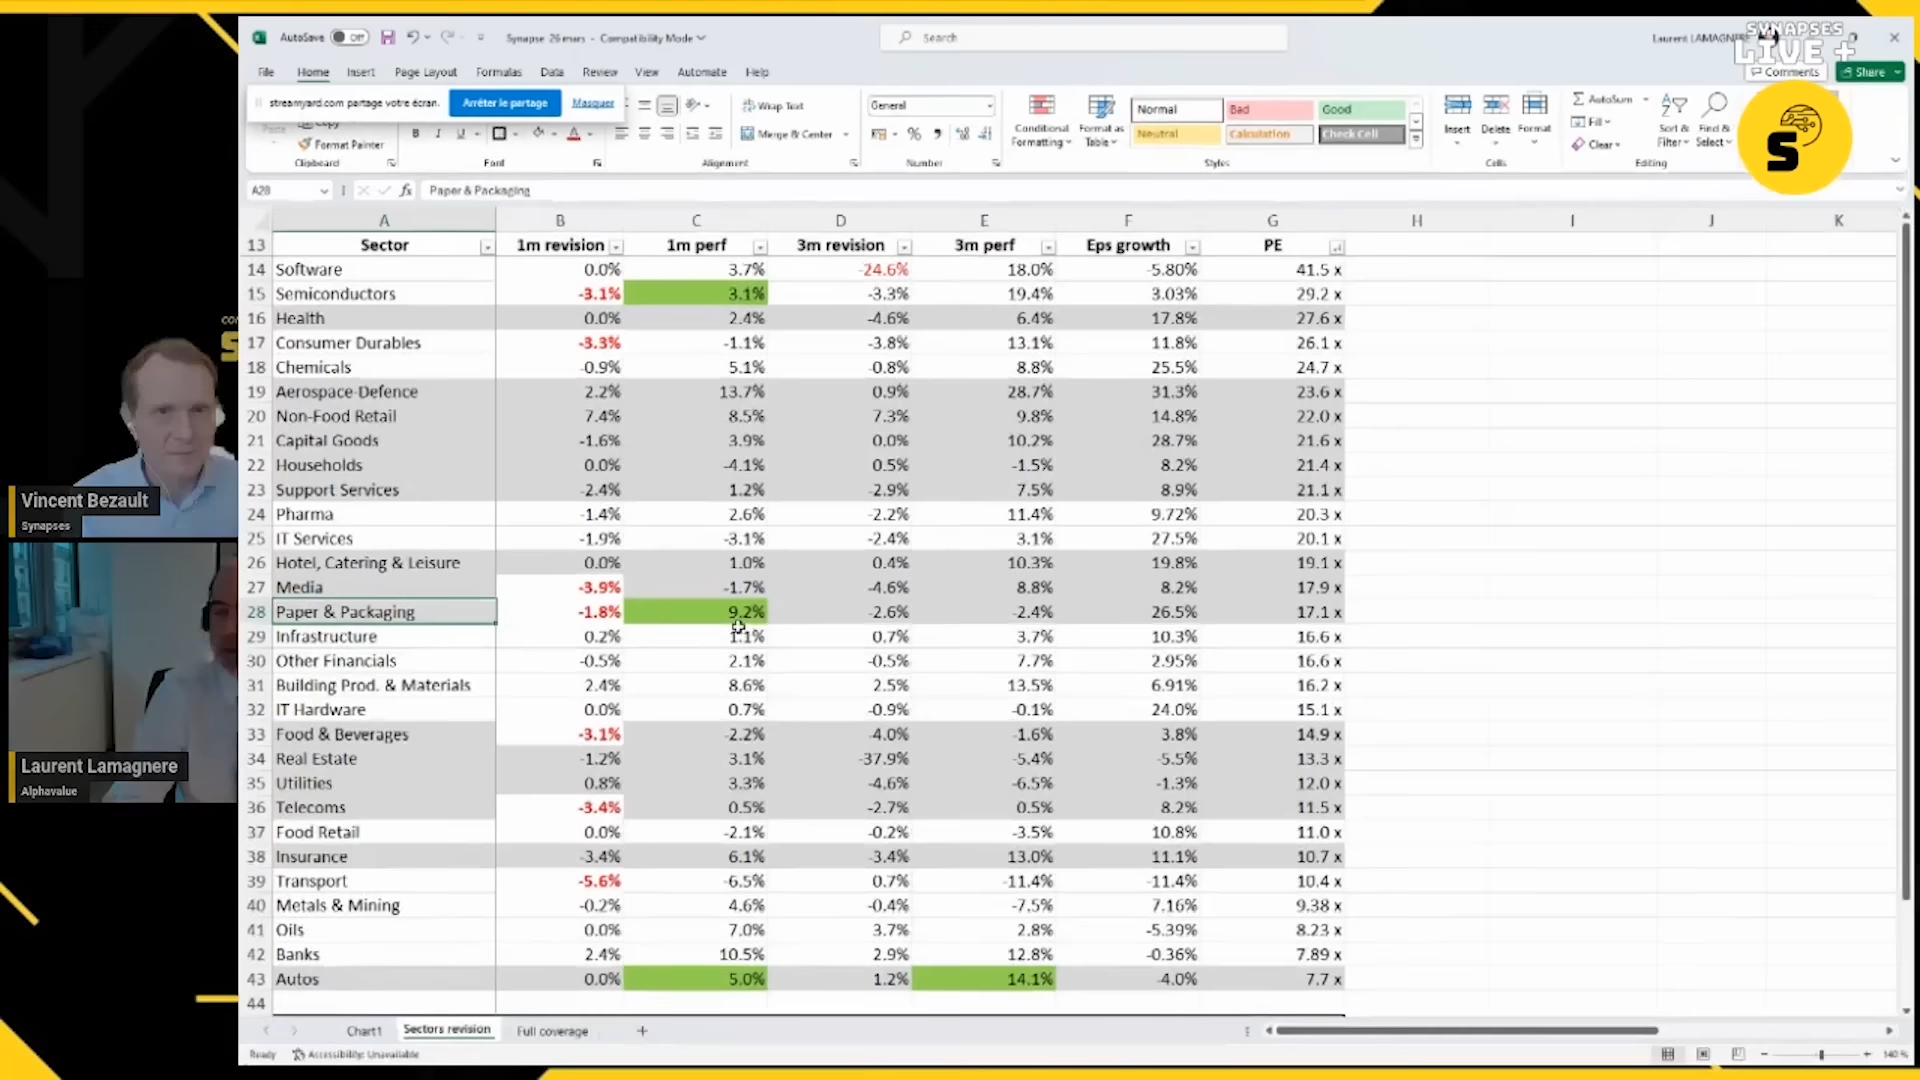 AutoSave Off Synapse 26 mars - Compatibility Mode Search Laurent LAMAGNERE
SYNAPSES
LIVE +
File Home Insert Page Layout Formulas Data Review View Automate Help Comments Share
streamyard.com partage votre écran. Arrêter le partage Masquer
Wrap Text General Normal Bad Good AutoSum
Merge & Center Neutral Calculation Check Cell Fill
Conditional Formatting Format as Table Insert Delete Format Clear Sort & Filter Find & Select
Format Painter
Clipboard Font Alignment Number Styles Cells Editing
S
A28 fx Paper & Packaging
A B C D E F G H I J K
13 Sector 1m revision 1m perf 3m revision 3m perf Eps growth PE
14 Software 0.0% 3.7% -24.6% 18.0% -5.80% 41.5 x
15 Semiconductors -3.1% 3.1% -3.3% 19.4% 3.03% 29.2 x
16 Health 0.0% 2.4% -4.6% 6.4% 17.8% 27.6 x
17 Consumer Durables -3.3% -1.1% -3.8% 13.1% 11.8% 26.1 x
18 Chemicals -0.9% 5.1% -0.8% 8.8% 25.5% 24.7 x
19 Aerospace-Defence 2.2% 13.7% 0.9% 28.7% 31.3% 23.6 x
20 Non-Food Retail 7.4% 8.5% 7.3% 9.8% 14.8% 22.0 x
21 Capital Goods -1.6% 3.9% 0.0% 10.2% 28.7% 21.6 x
22 Households 0.0% -4.1% 0.5% -1.5% 8.2% 21.4 x
23 Support Services -2.4% 1.2% -2.9% 7.5% 8.9% 21.1 x
24 Pharma -1.4% 2.6% -2.2% 11.4% 9.72% 20.3 x
25 IT Services -1.9% -3.1% -2.4% 3.1% 27.5% 20.1 x
26 Hotel, Catering & Leisure 0.0% 1.0% 0.4% 10.3% 19.8% 19.1 x
27 Media -3.9% -1.7% -4.6% 8.8% 8.2% 17.9 x
28 Paper & Packaging -1.8% 9.2% -2.6% -2.4% 26.5% 17.1 x
29 Infrastructure 0.2% 1.1% 0.7% 3.7% 10.3% 16.6 x
30 Other Financials -0.5% 2.1% -0.5% 7.7% 2.95% 16.6 x
31 Building Prod. & Materials 2.4% 8.6% 2.5% 13.5% 6.91% 16.2 x
32 IT Hardware 0.0% 0.7% -0.9% -0.1% 24.0% 15.1 x
33 Food & Beverages -3.1% -2.2% -4.0% -1.6% 3.8% 14.9 x
34 Real Estate -1.2% 3.1% -37.9% -5.4% -5.5% 13.3 x
35 Utilities 0.8% 3.3% -4.6% -6.5% -1.3% 12.0 x
36 Telecoms -3.4% 0.5% -2.7% 0.5% 8.2% 11.5 x
37 Food Retail 0.0% -2.1% -0.2% -3.5% 10.8% 11.0 x
38 Insurance -3.4% 6.1% -3.4% 13.0% 11.1% 10.7 x
39 Transport -5.6% -6.5% 0.7% -11.4% -11.4% 10.4 x
40 Metals & Mining -0.2% 4.6% -0.4% -7.5% 7.16% 9.38 x
41 Oils 0.0% 7.0% 3.7% 2.8% -5.39% 8.23 x
42 Banks 2.4% 10.5% 2.9% 12.8% -0.36% 7.89 x
43 Autos 0.0% 5.0% 1.2% 14.1% -4.0% 7.7 x
44
Chart1 Sectors revision Full coverage
Ready Accessibility: Unavailable 140 %
Vincent Bezault
Synapses
Laurent Lamagnere
Alphavalue